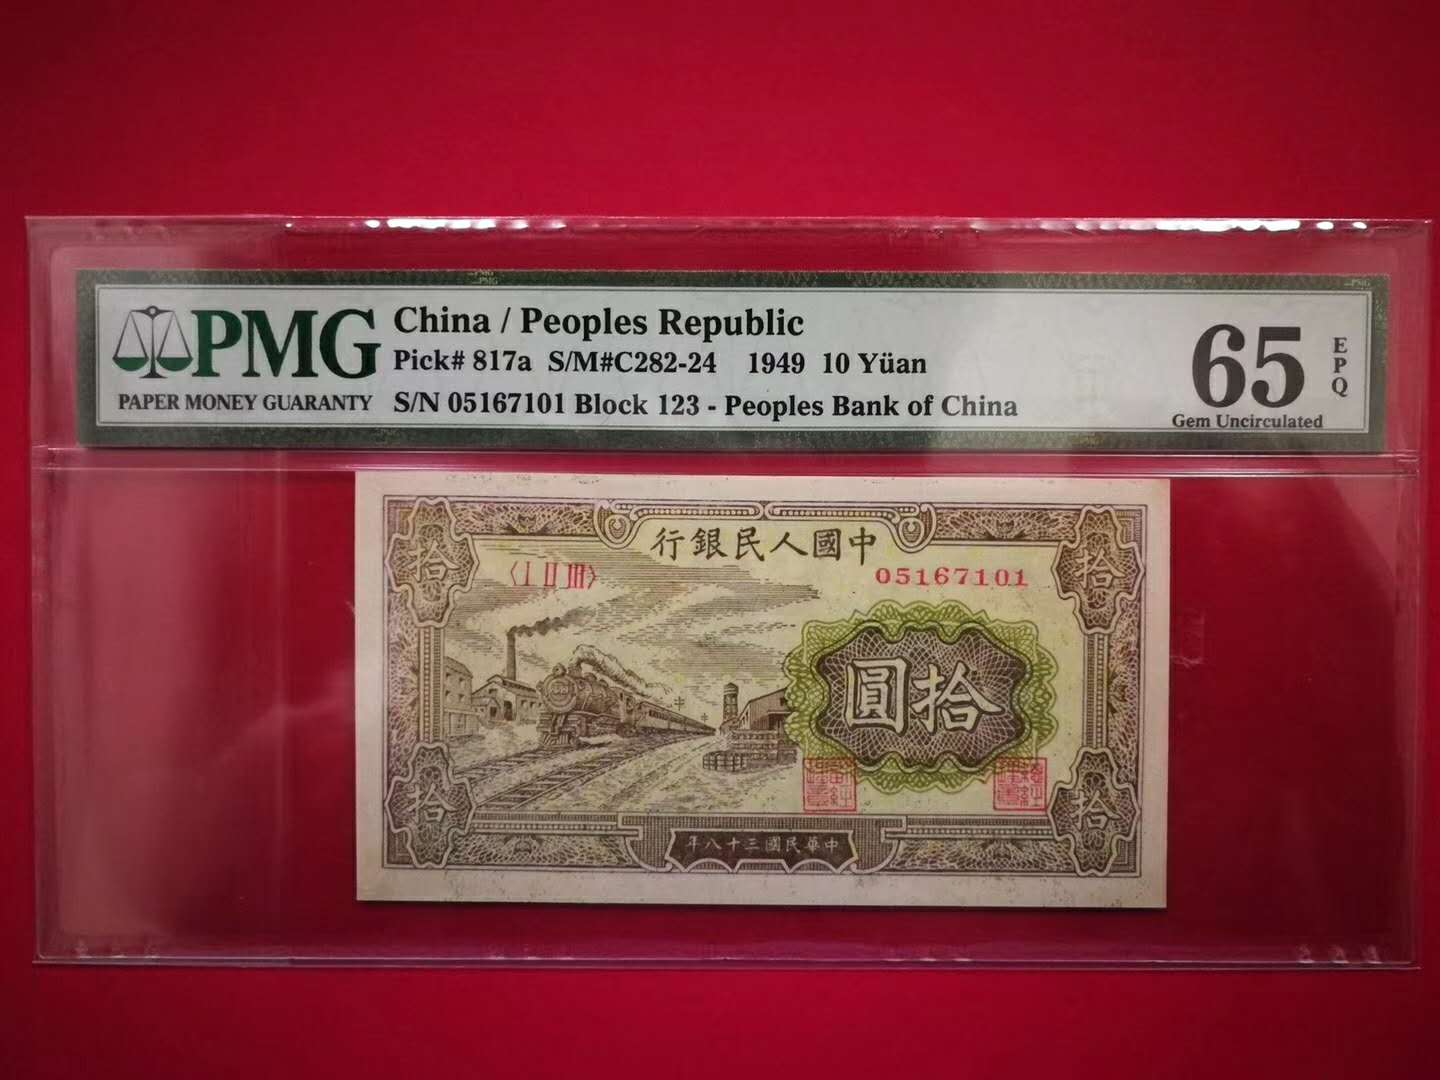 PMG
PAPER MONEY GUARANTY
China / Peoples Republic
Pick# 817a S/M#C282-24 1949 10 Yüan
S/N 05167101 Block 123 - Peoples Bank of China
65
EPQ
Gem Uncirculated
行銀民人國中
拾
拾
〈I II III〉
05167101
圓拾
拾
拾
年八十三國民華中